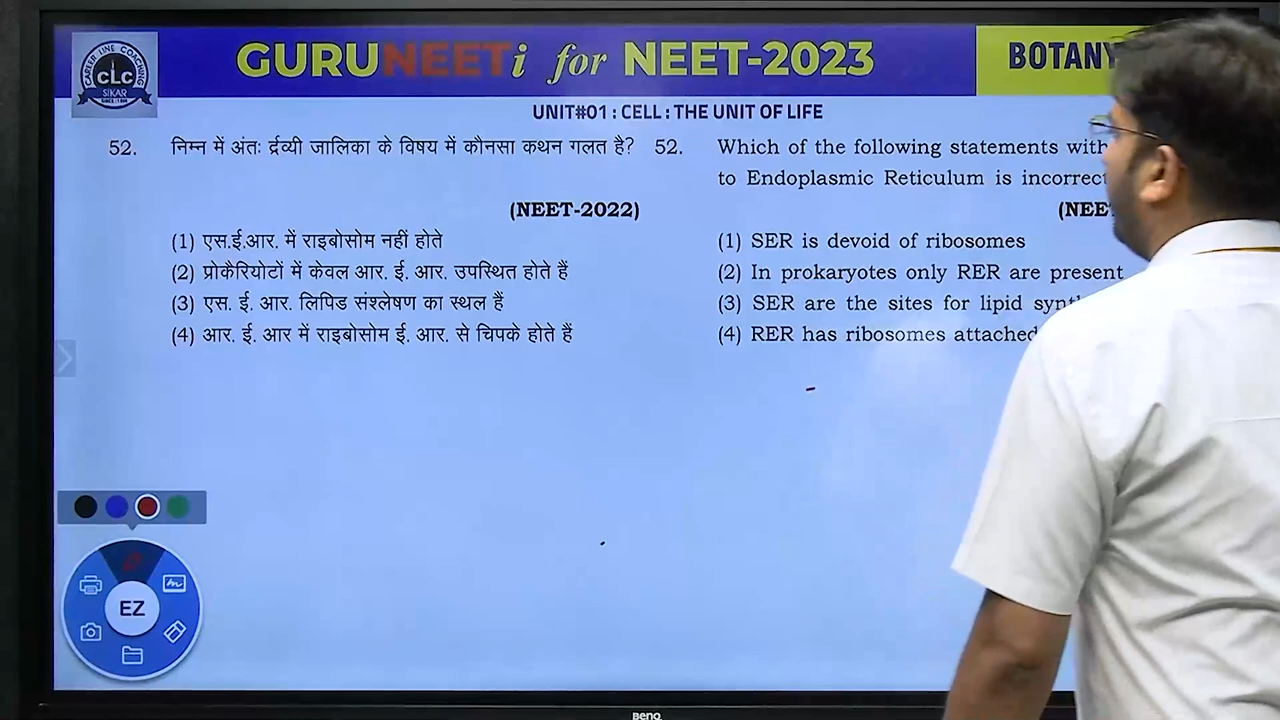 CAREER LINE COACHING
CLC
SIKAR
SINCE : 1996
GURUNEETi for NEET-2023
BOTANY
UNIT#01 : CELL : THE UNIT OF LIFE
52. निम्न में अंतः र्द्रव्यी जालिका के विषय में कौनसा कथन गलत है?
(NEET-2022)
(1) एस.ई.आर. में राइबोसोम नहीं होते
(2) प्रोकैरियोटों में केवल आर. ई. आर. उपस्थित होते हैं
(3) एस. ई. आर. लिपिड संश्लेषण का स्थल हैं
(4) आर. ई. आर में राइबोसोम ई. आर. से चिपके होते हैं
52. Which of the following statements with
to Endoplasmic Reticulum is incorrect
(NEET
(1) SER is devoid of ribosomes
(2) In prokaryotes only RER are present
(3) SER are the sites for lipid
(4) RER has ribosomes attached
EZ
BenQ